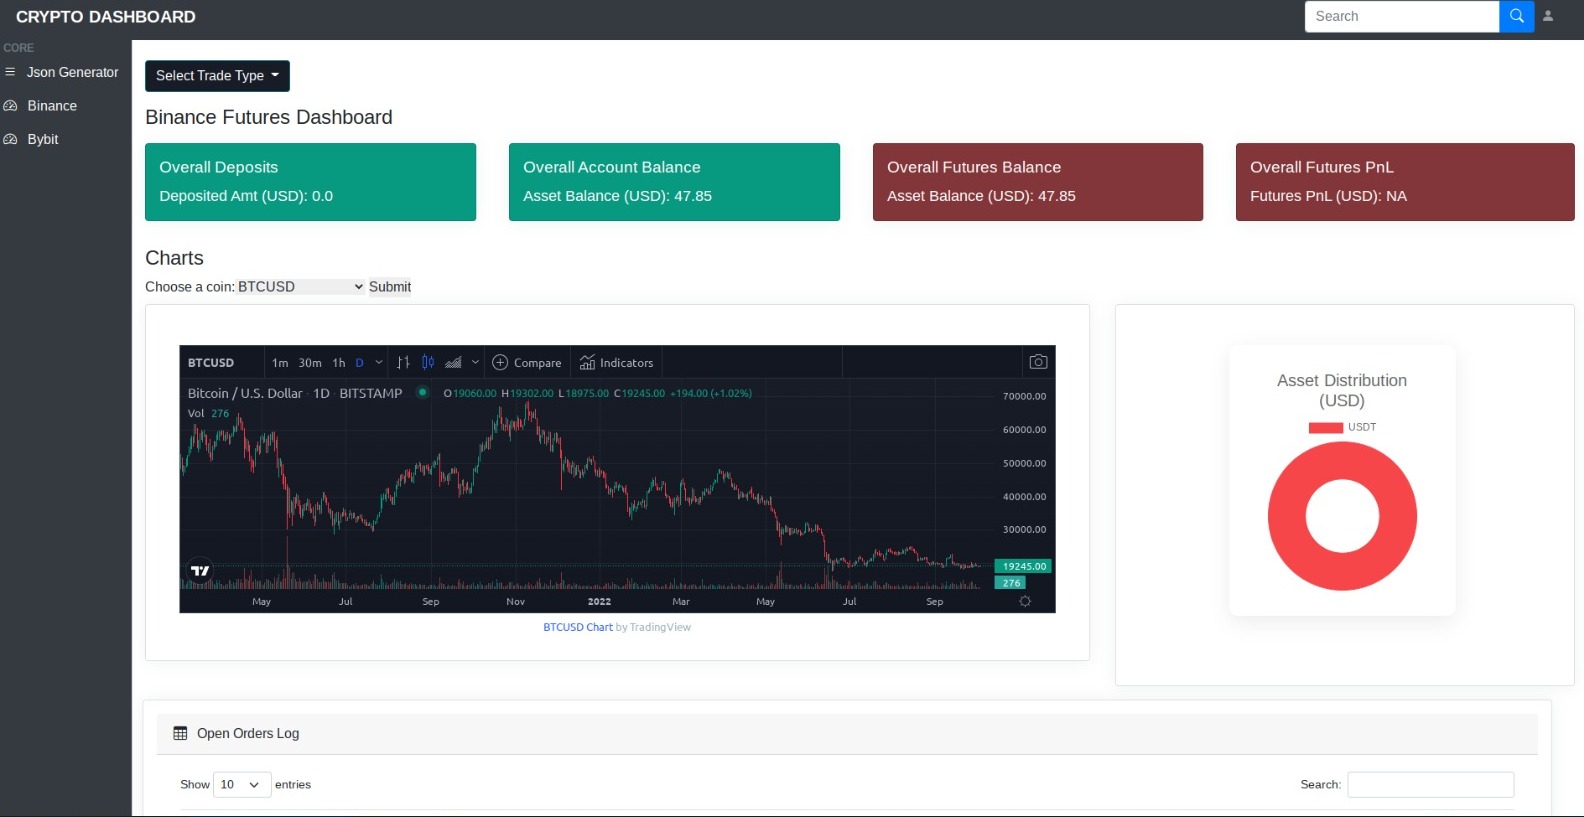 CRYPTO DASHBOARD
Search
CORE
Json Generator
Binance
Bybit
Select Trade Type
Binance Futures Dashboard
Overall Deposits
Deposited Amt (USD): 0.0
Overall Account Balance
Asset Balance (USD): 47.85
Overall Futures Balance
Asset Balance (USD): 47.85
Overall Futures PnL
Futures PnL (USD): NA
Charts
Choose a coin: BTCUSD Submit
BTCUSD 1m 30m 1h D Compare Indicators
Bitcoin / U.S. Dollar · 1D · BITSTAMP O19060.00 H19302.00 L18975.00 C19245.00 +194.00 (+1.02%)
Vol 276
70000.00
60000.00
50000.00
40000.00
30000.00
19245.00
276
May Jul Sep Nov 2022 Mar May Jul Sep
BTCUSD Chart by TradingView
Asset Distribution
(USD)
USDT
Open Orders Log
Show 10 entries
Search: